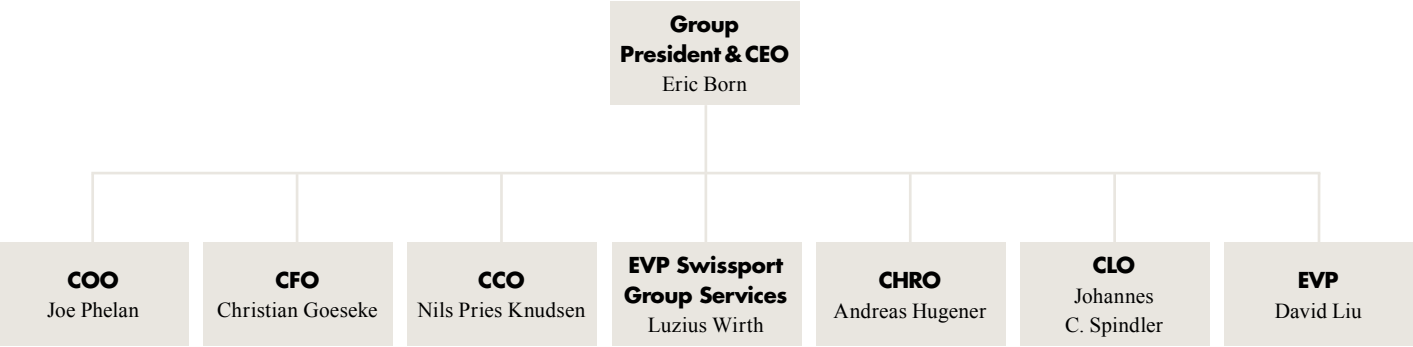 Group
President & CEO
Eric Born
COO
Joe Phelan
CFO
Christian Goeseke
CCO
Nils Pries Knudsen
EVP Swissport
Group Services
Luzius Wirth
CHRO
Andreas Hugener
CLO
Johannes
C. Spindler
EVP
David Liu